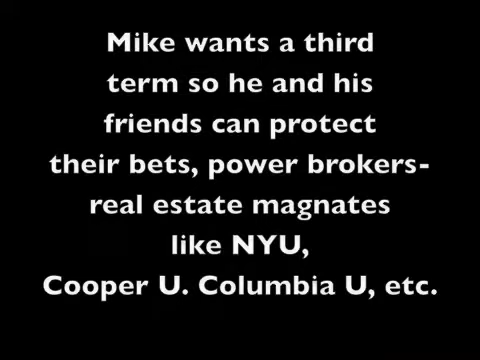 Mike wants a third
term so he and his
friends can protect
their bets, power brokers-
real estate magnates
like NYU,
Cooper U. Columbia U, etc.